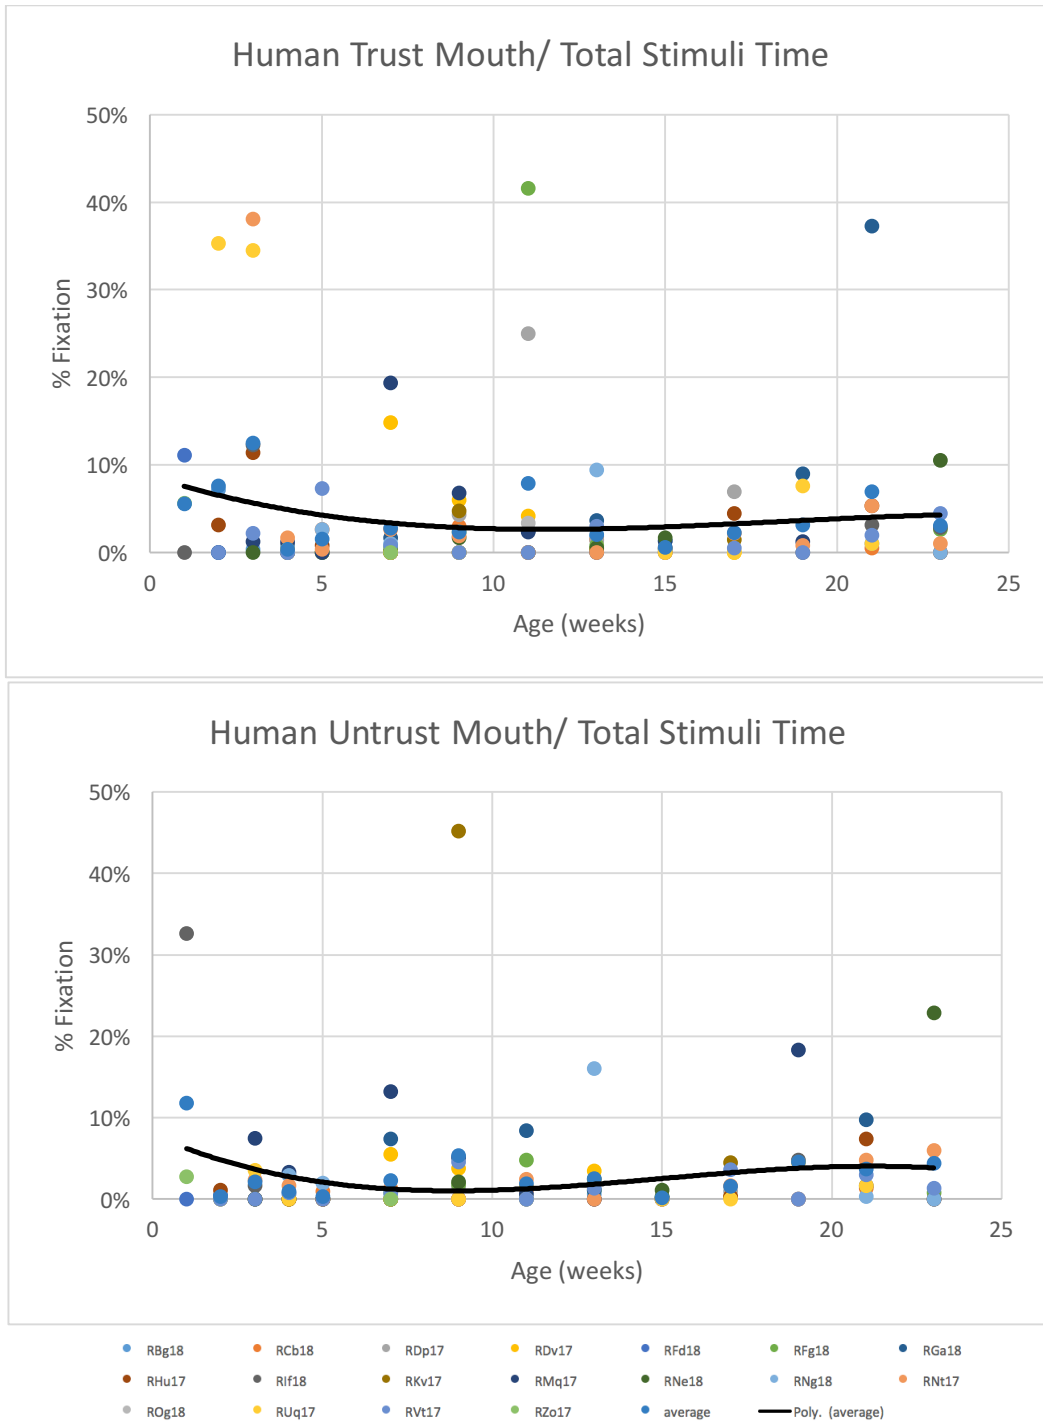 Human Trust Mouth/ Total Stimuli Time
50%
40%
30%
20%
10%
0%
% Fixation
0 5 10 15 20 25
Age (weeks)
Human Untrust Mouth/ Total Stimuli Time
50%
40%
30%
20%
10%
0%
% Fixation
0 5 10 15 20 25
Age (weeks)
RBg18 RCb18 RDp17 RDv17 RFd18 RFg18 RGa18
RHu17 RIf18 RKv17 RMq17 RNe18 RNg18 RNt17
ROg18 RUq17 RVt17 RZo17 average Poly. (average)